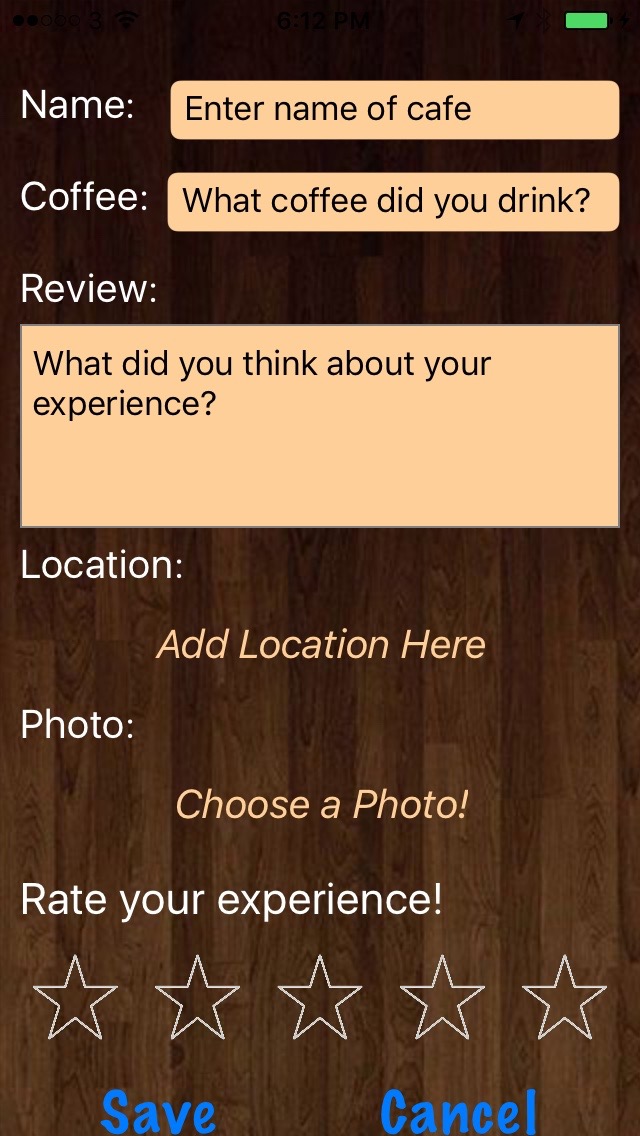 3 6:12 PM
Name: Enter name of cafe
Coffee: What coffee did you drink?
Review:
What did you think about your
experience?
Location:
Add Location Here
Photo:
Choose a Photo!
Rate your experience!
Save Cancel